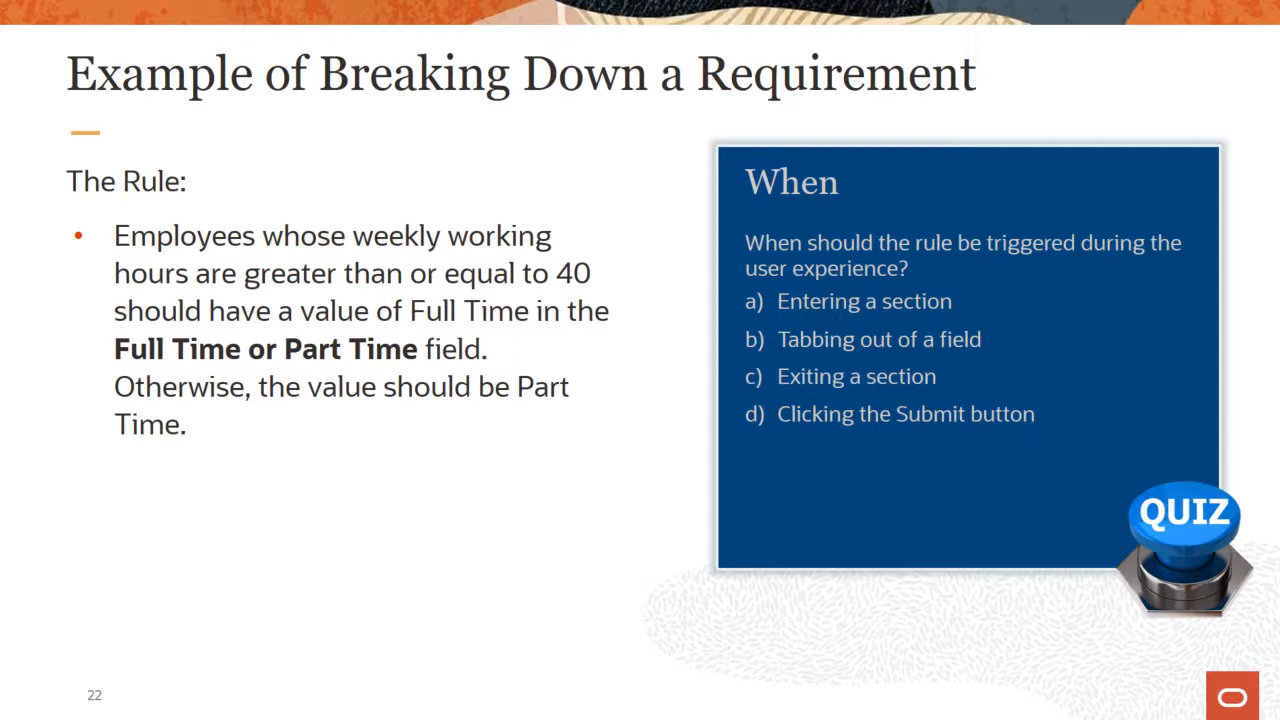 Example of Breaking Down a Requirement
The Rule:
• Employees whose weekly working
hours are greater than or equal to 40
should have a value of Full Time in the
Full Time or Part Time field.
Otherwise, the value should be Part
Time.
When
When should the rule be triggered during the
user experience?
a) Entering a section
b) Tabbing out of a field
c) Exiting a section
d) Clicking the Submit button
QUIZ
22